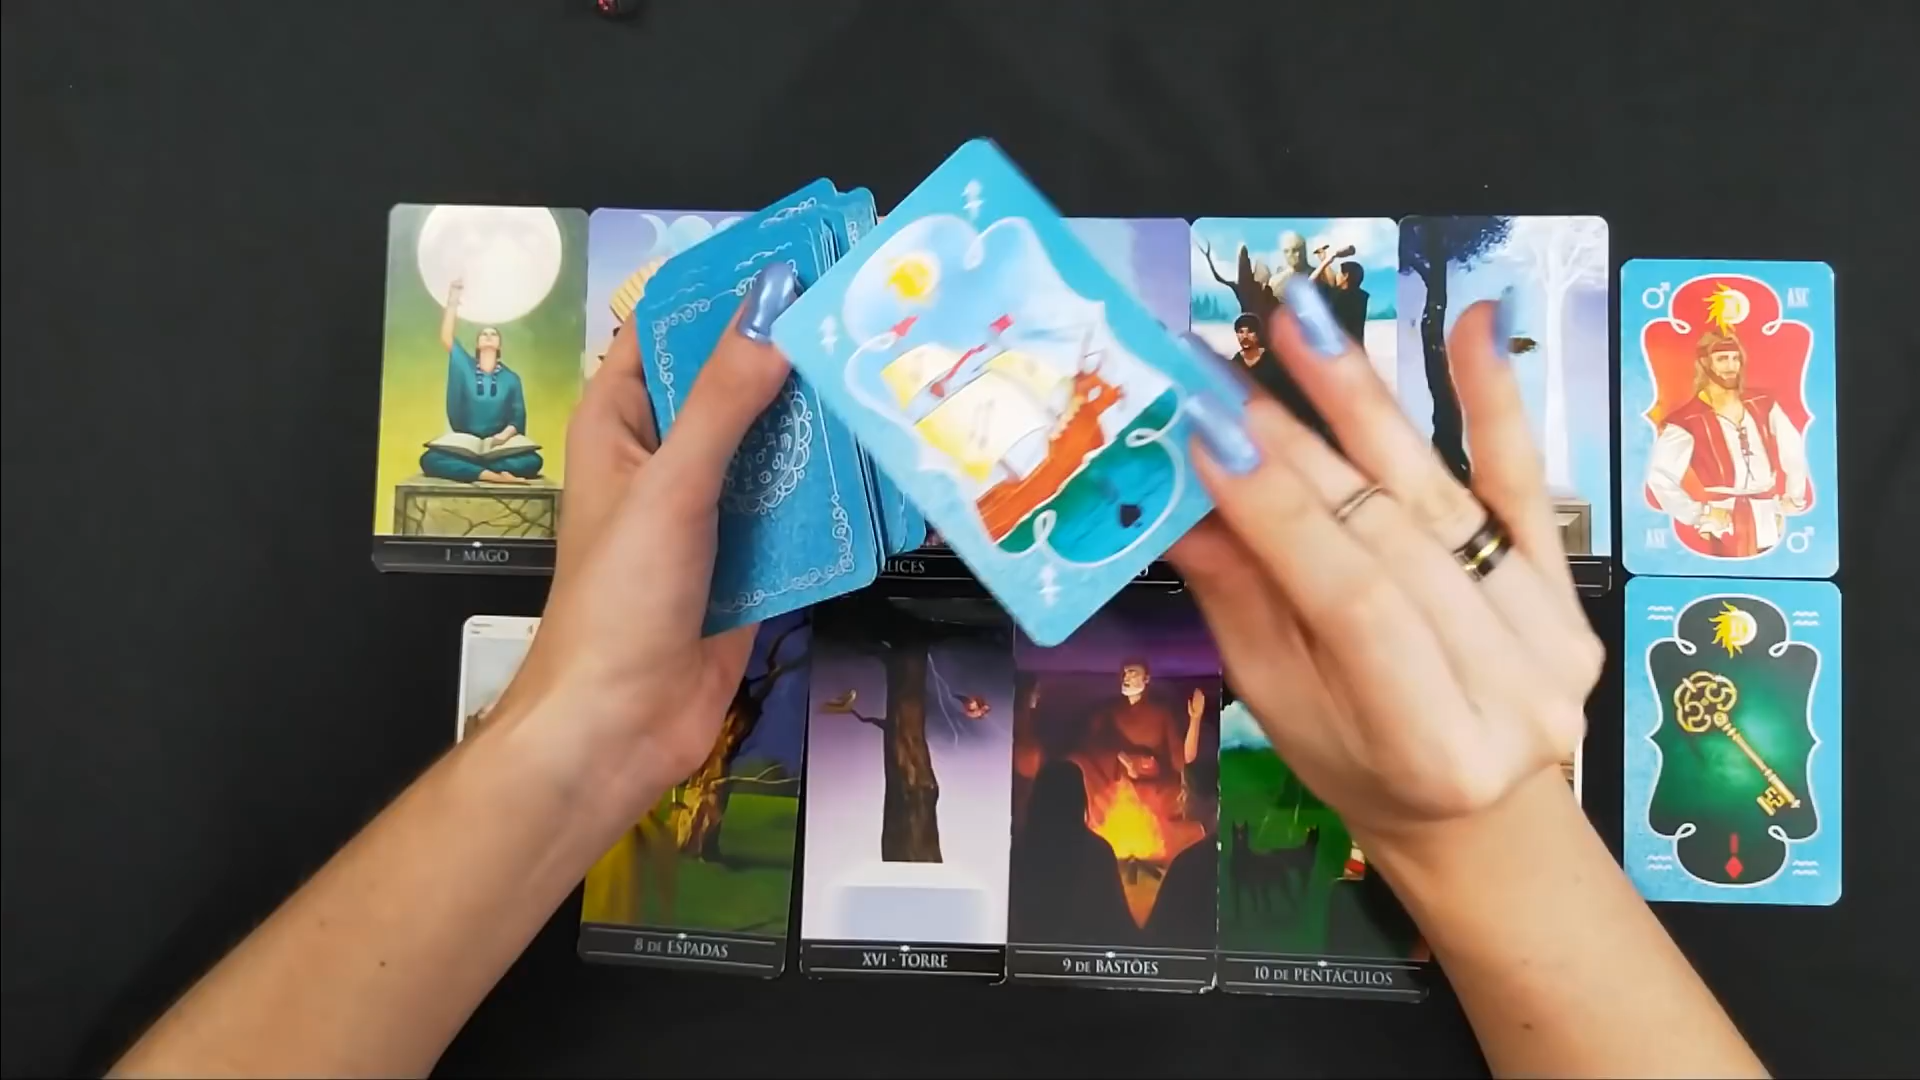 I · MAGO
LICES
ASC
ASC
8 DE ESPADAS
XVI · TORRE
9 DE BASTÕES
10 DE PENTÁCULOS